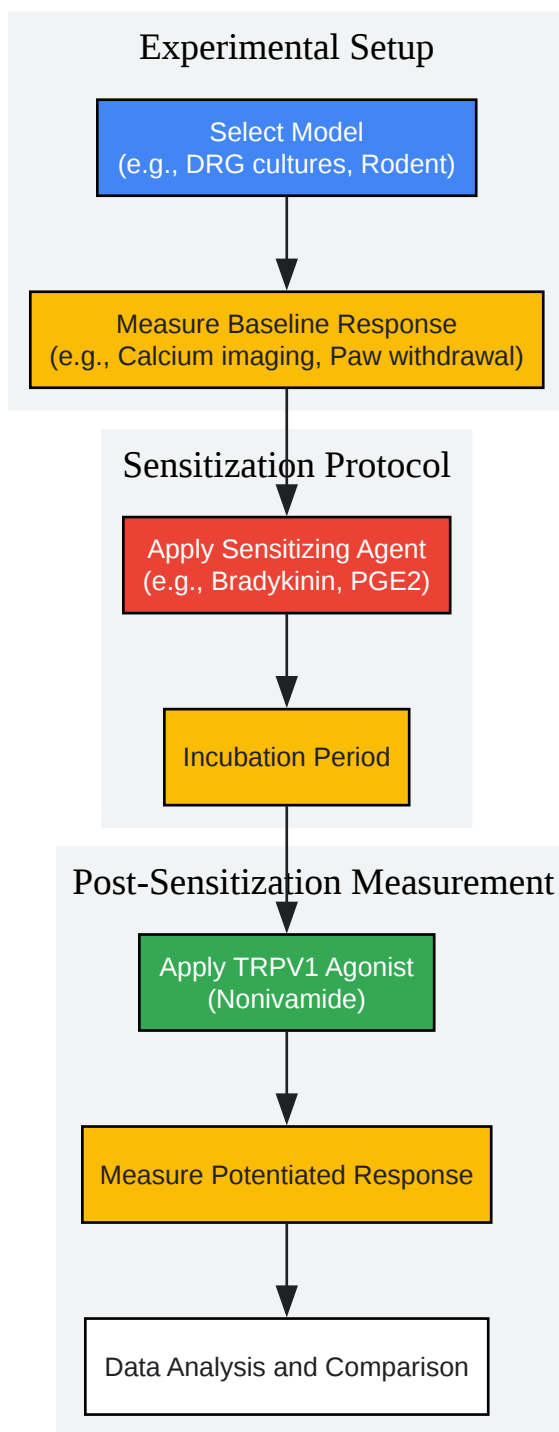 Experimental Setup
Select Model
(e.g., DRG cultures, Rodent)
Measure Baseline Response
(e.g., Calcium imaging, Paw withdrawal)
Sensitization Protocol
Apply Sensitizing Agent
(e.g., Bradykinin, PGE2)
Incubation Period
Post-Sensitization Measurement
Apply TRPV1 Agonist
(Nonivamide)
Measure Potentiated Response
Data Analysis and Comparison